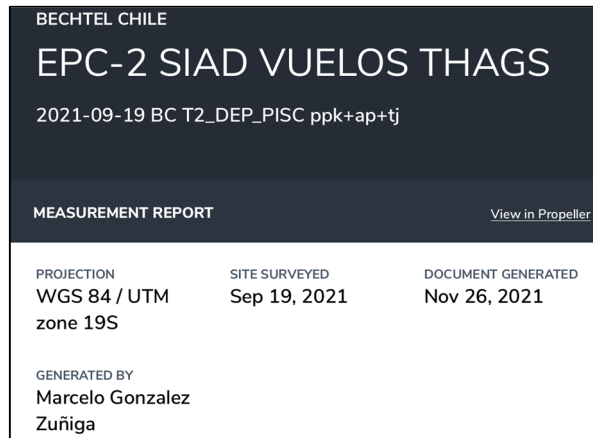 BECHTEL CHILE
EPC-2 SIAD VUELOS THAGS
2021-09-19 BC T2_DEP_PISC ppk+ap+tj
MEASUREMENT REPORT
View in Propeller
PROJECTION
WGS 84 / UTM
zone 19S
SITE SURVEYED
Sep 19, 2021
DOCUMENT GENERATED
Nov 26, 2021
GENERATED BY
Marcelo Gonzalez
Zuñiga